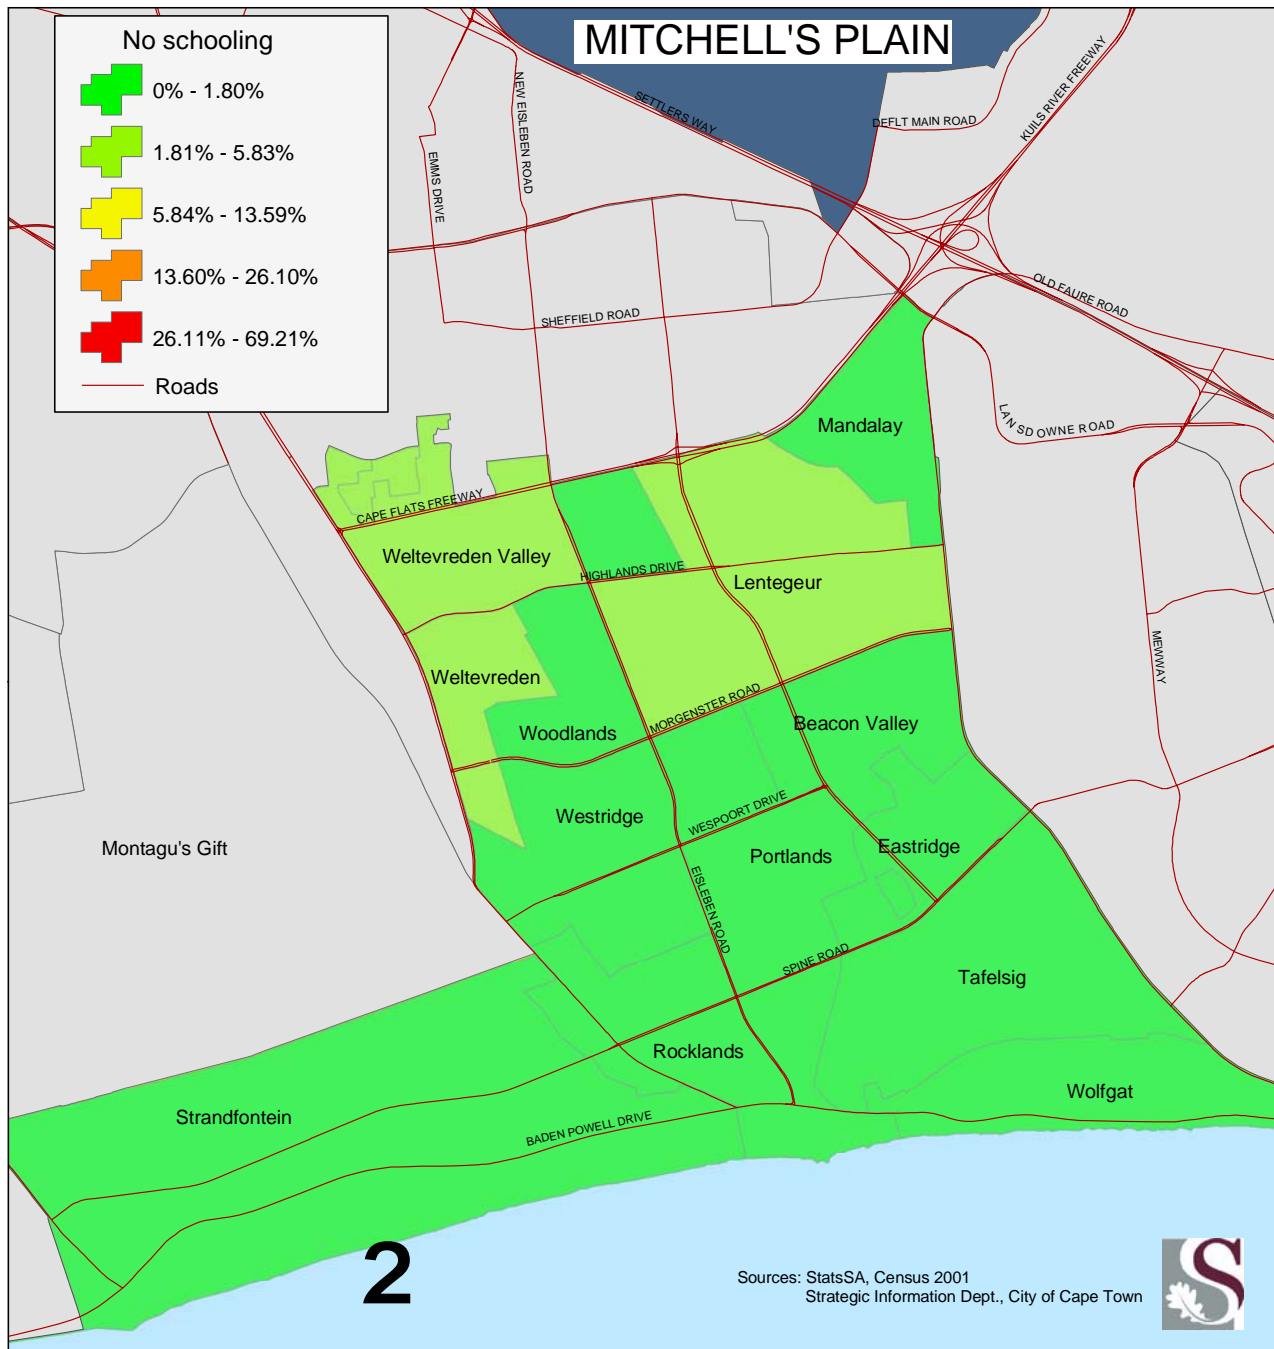 MITCHELL'S PLAIN
No schooling
0% - 1.80%
1.81% - 5.83%
5.84% - 13.59%
13.60% - 26.10%
26.11% - 69.21%
Roads
NEW EISLEBEN ROAD
EMMS DRIVE
SETTLERS WAY
DEFLT MAIN ROAD
KUILS RIVER FREEWAY
OLD FAURE ROAD
SHEFFIELD ROAD
LANSDOWNE ROAD
Mandalay
CAPE FLATS FREEWAY
Weltevreden Valley
HIGHLANDS DRIVE
Lentegeur
MEWWAY
Weltevreden
MORGENSTER ROAD
Woodlands
Beacon Valley
Westridge
WESPOORT DRIVE
Montagu's Gift
Portlands
Eastridge
EISLEBEN ROAD
SPINE ROAD
Tafelsig
Rocklands
Wolfgat
Strandfontein
BADEN POWELL DRIVE
2
Sources: StatsSA, Census 2001
Strategic Information Dept., City of Cape Town
S